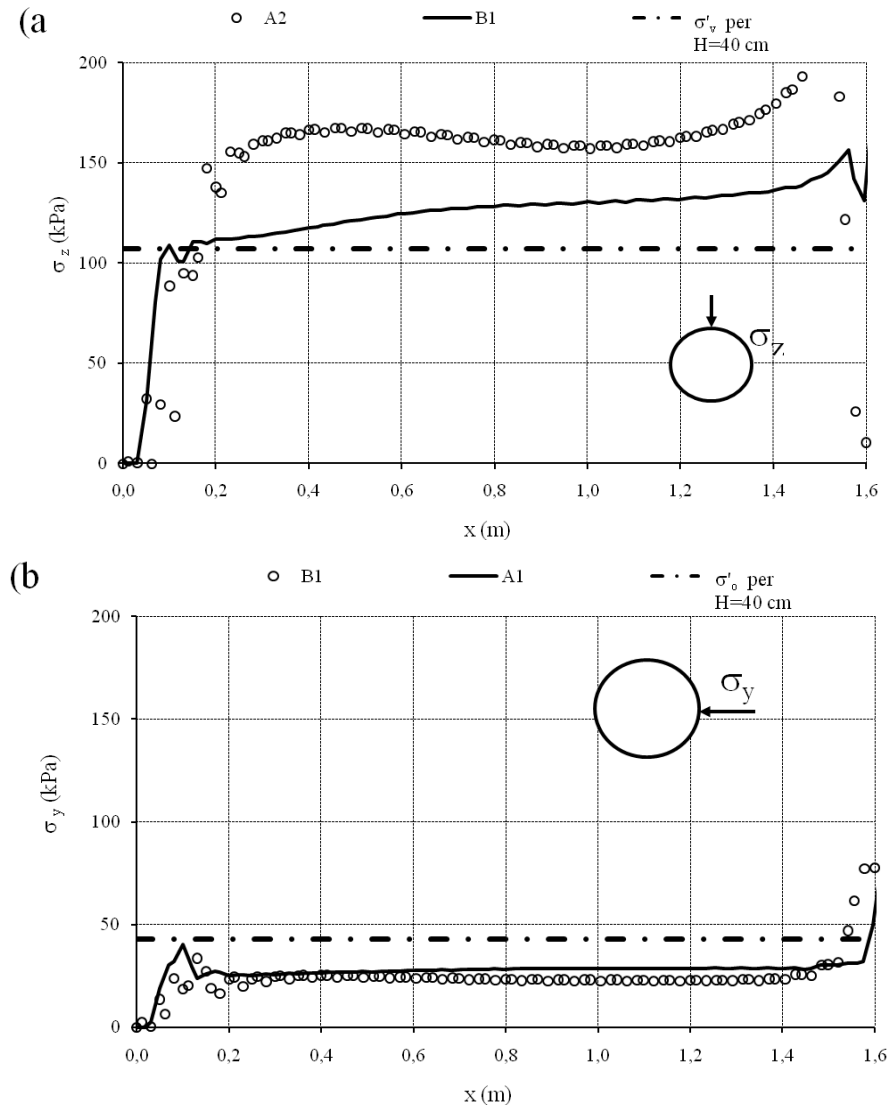 (a
A2 B1 σ'v per
H=40 cm
200
150
100
50
0
σz (kPa)
σz
0,0 0,2 0,4 0,6 0,8 1,0 1,2 1,4 1,6
x (m)
(b
B1 A1 σ'o per
H=40 cm
200
150
100
50
0
σy (kPa)
σy
0,0 0,2 0,4 0,6 0,8 1,0 1,2 1,4 1,6
x (m)